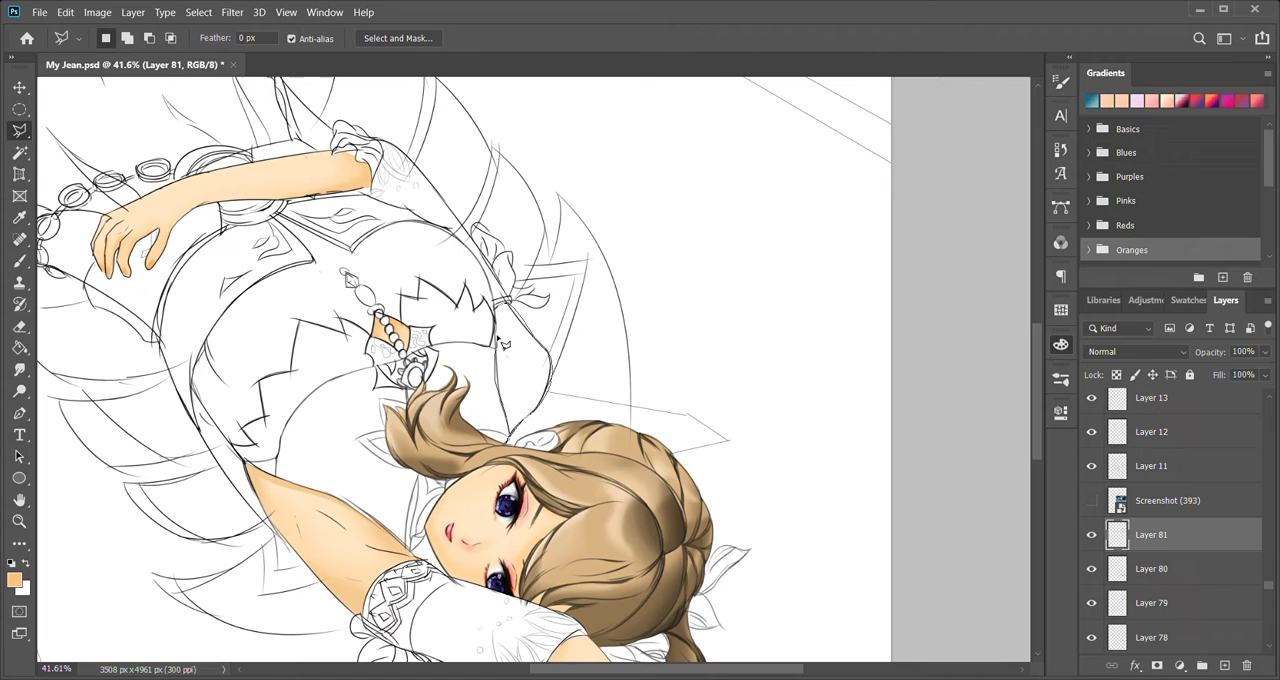 Ps File Edit Image Layer Type Select Filter 3D View Window Help
Feather: 0 px Anti-alias Select and Mask...
My Jean.psd @ 41.6% (Layer 81, RGB/8) *
Gradients
Basics
Blues
Purples
Pinks
Reds
Oranges
Libraries Adjustm Swatches Layers
Kind
Normal Opacity: 100%
Lock: Fill: 100%
Layer 13
Layer 12
Layer 11
Screenshot (393)
Layer 81
Layer 80
Layer 79
Layer 78
41.61% 3508 px x 4961 px (300 ppi)